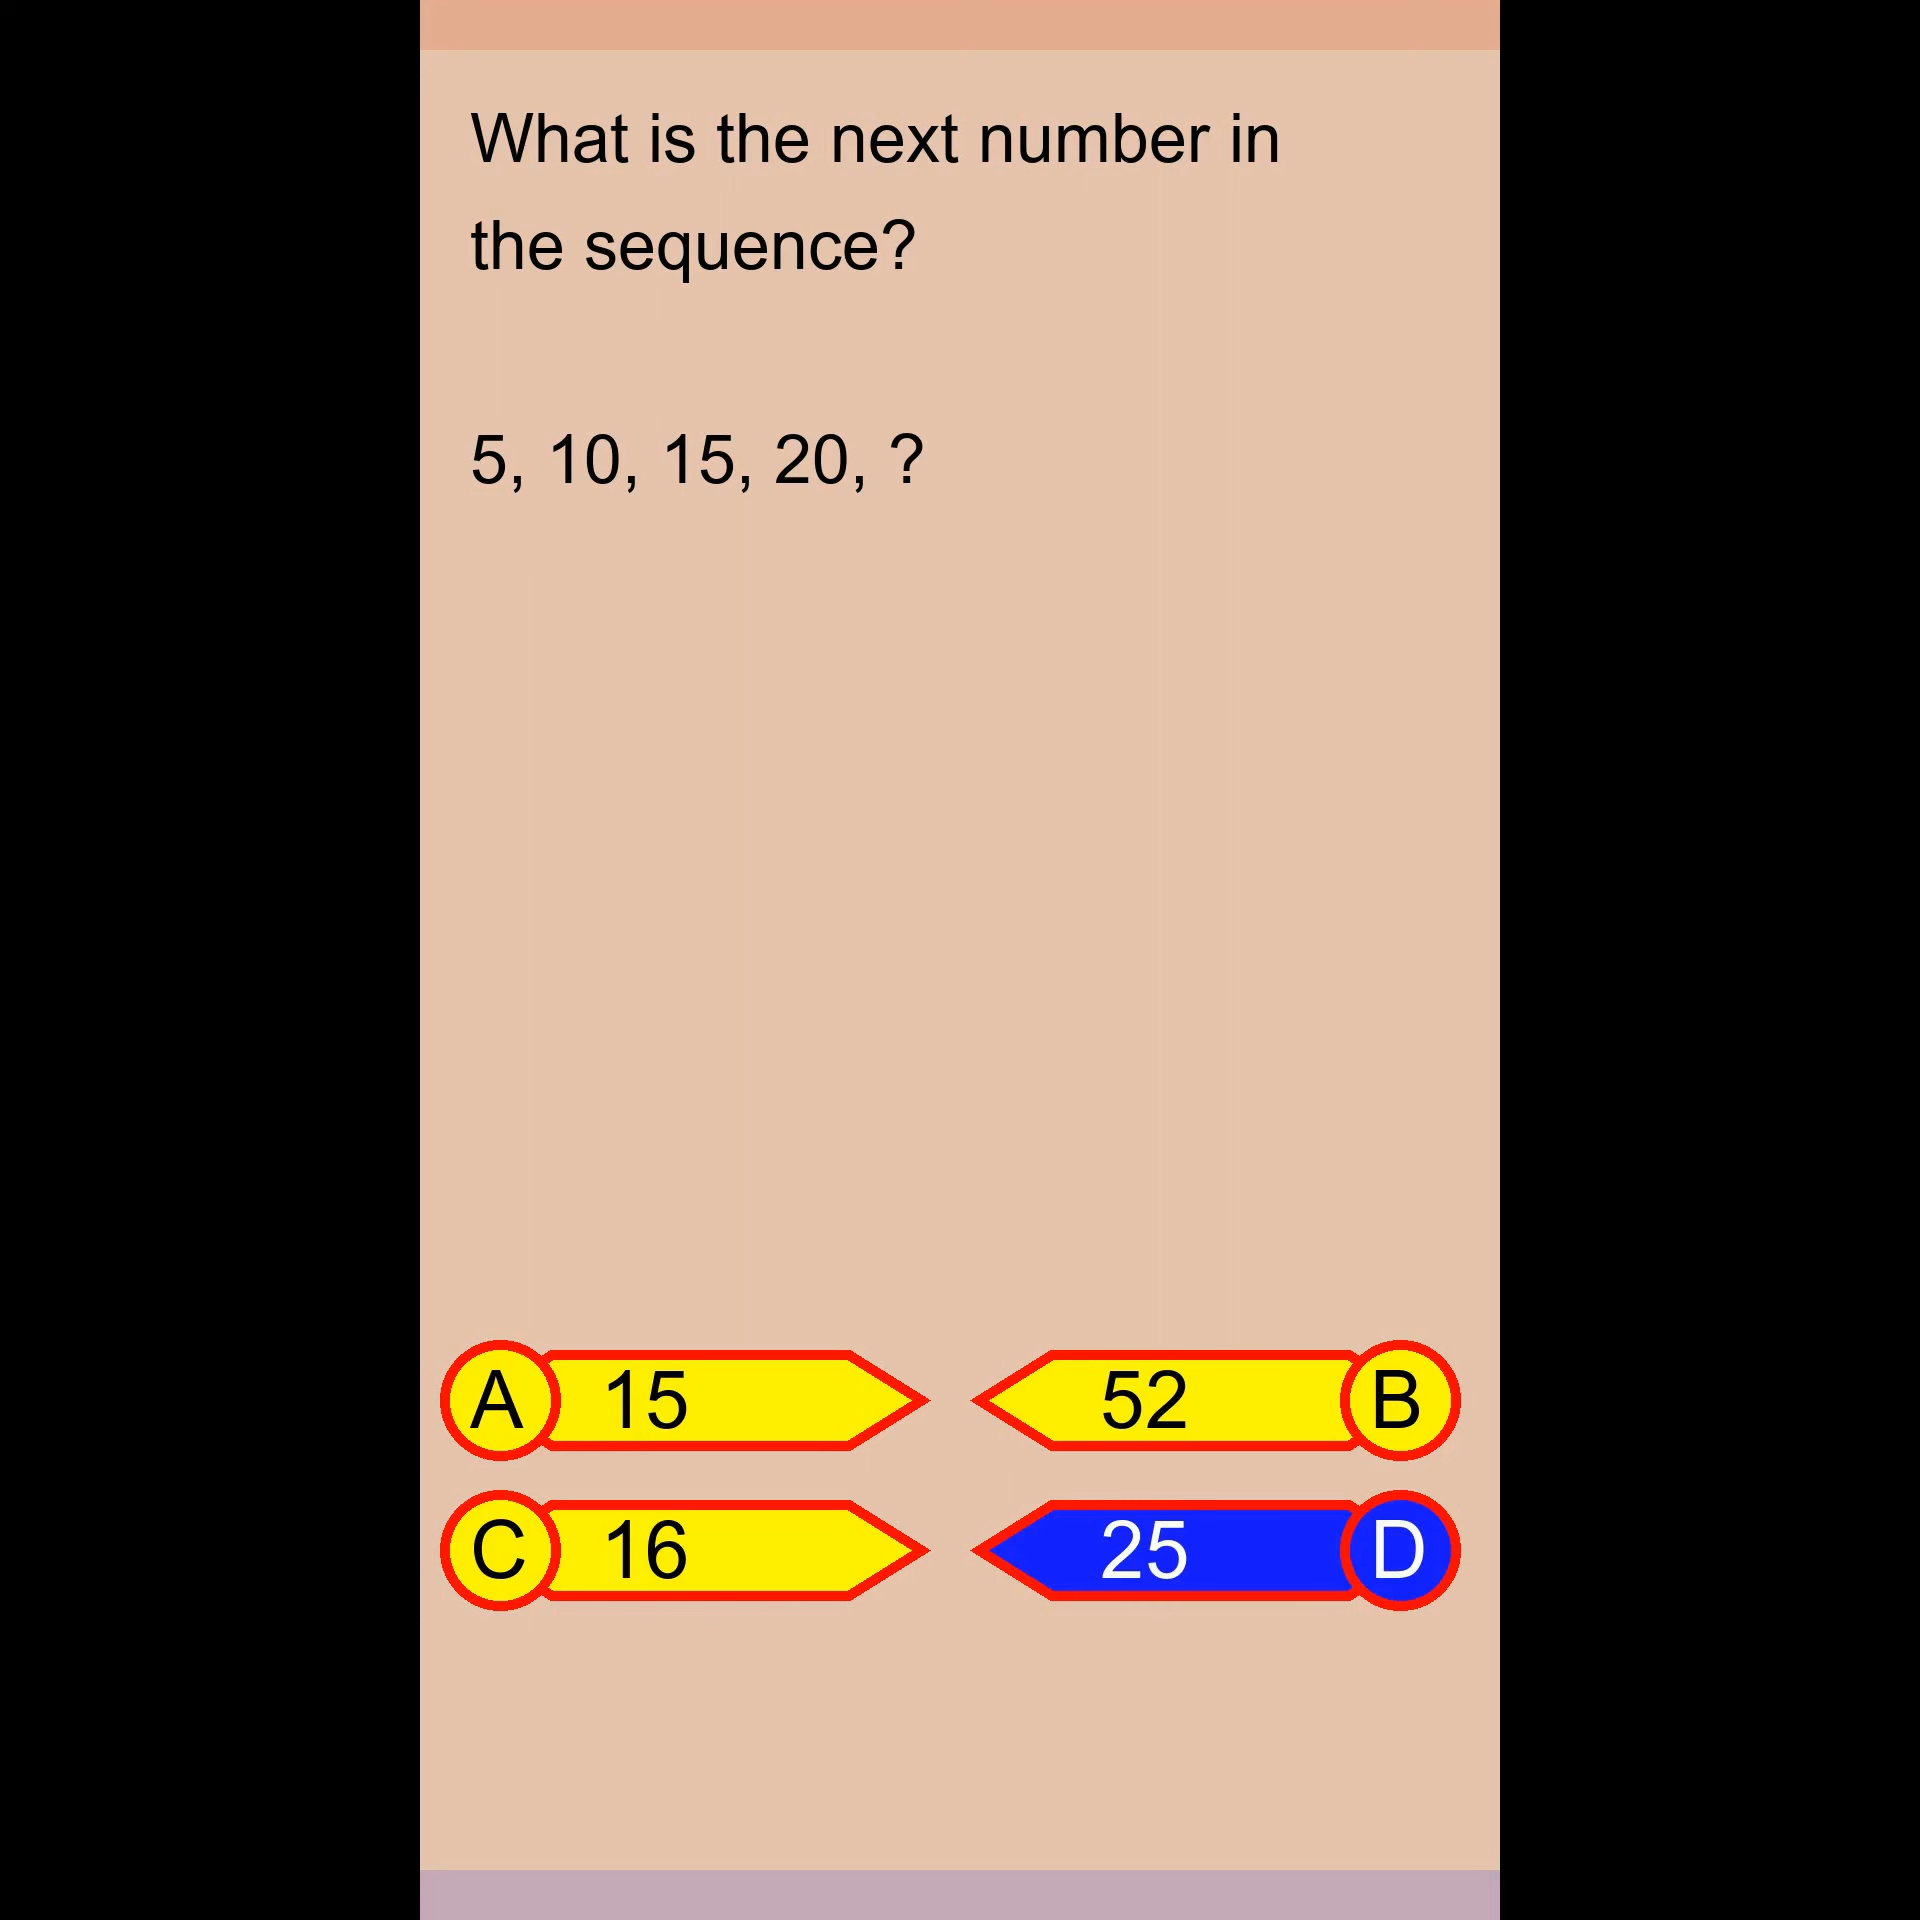 What is the next number in
the sequence?
5, 10, 15, 20, ?
A 15 52 B
C 16 25 D